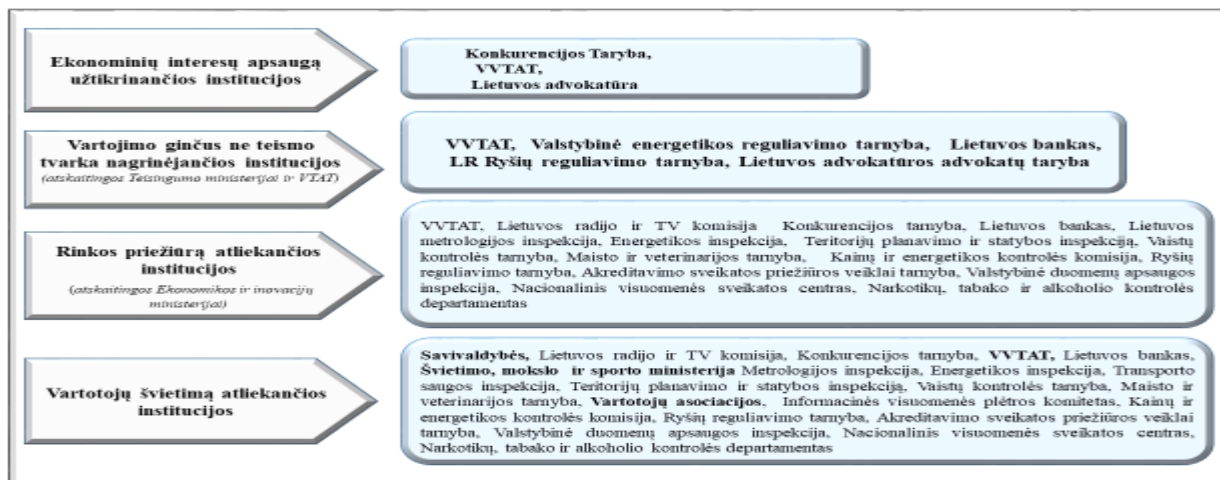 Ekonominių interesų apsaugą
užtikrinančios institucijos
Konkurencijos Taryba,
VVTAT,
Lietuvos advokatūra
Vartojimo ginčus ne teismo
tvarka nagrinėjančios institucijos
(atskaitingos Teisingumo ministerijai ir VTAT)
VVTAT, Valstybinė energetikos reguliavimo tarnyba, Lietuvos bankas,
LR Ryšių reguliavimo tarnyba, Lietuvos advokatūros advokatų taryba
Rinkos priežiūrą atliekančios
institucijos
(atskaitingos Ekonomikos ir inovacijų
ministerijai)
VVTAT, Lietuvos radijo ir TV komisija Konkurencijos tarnyba, Lietuvos bankas, Lietuvos
metrologijos inspekcija, Energetikos inspekcija, Teritorijų planavimo ir statybos inspekciją, Vaistų
kontrolės tarnyba, Maisto ir veterinarijos tarnyba, Kainų ir energetikos kontrolės komisija, Ryšių
reguliavimo tarnyba, Akreditavimo sveikatos priežiūros veiklai tarnyba, Valstybinė duomenų apsaugos
inspekcija, Nacionalinis visuomenės sveikatos centras, Narkotikų, tabako ir alkoholio kontrolės
departamentas
Vartotojų švietimą atliekančios
institucijos
Savivaldybės, Lietuvos radijo ir TV komisija, Konkurencijos tarnyba, VVTAT, Lietuvos bankas,
Švietimo, mokslo ir sporto ministerija Metrologijos inspekcija, Energetikos inspekcija, Transporto
saugos inspekcija, Teritorijų planavimo ir statybos inspekciją, Vaistų kontrolės tarnyba, Maisto ir
veterinarijos tarnyba, Vartotojų asociacijos, Informacinės visuomenės plėtros komitetas, Kainų ir
energetikos kontrolės komisija, Ryšių reguliavimo tarnyba, Akreditavimo sveikatos priežiūros veiklai
tarnyba, Valstybinė duomenų apsaugos inspekcija, Nacionalinis visuomenės sveikatos centras,
Narkotikų, tabako ir alkoholio kontrolės departamentas